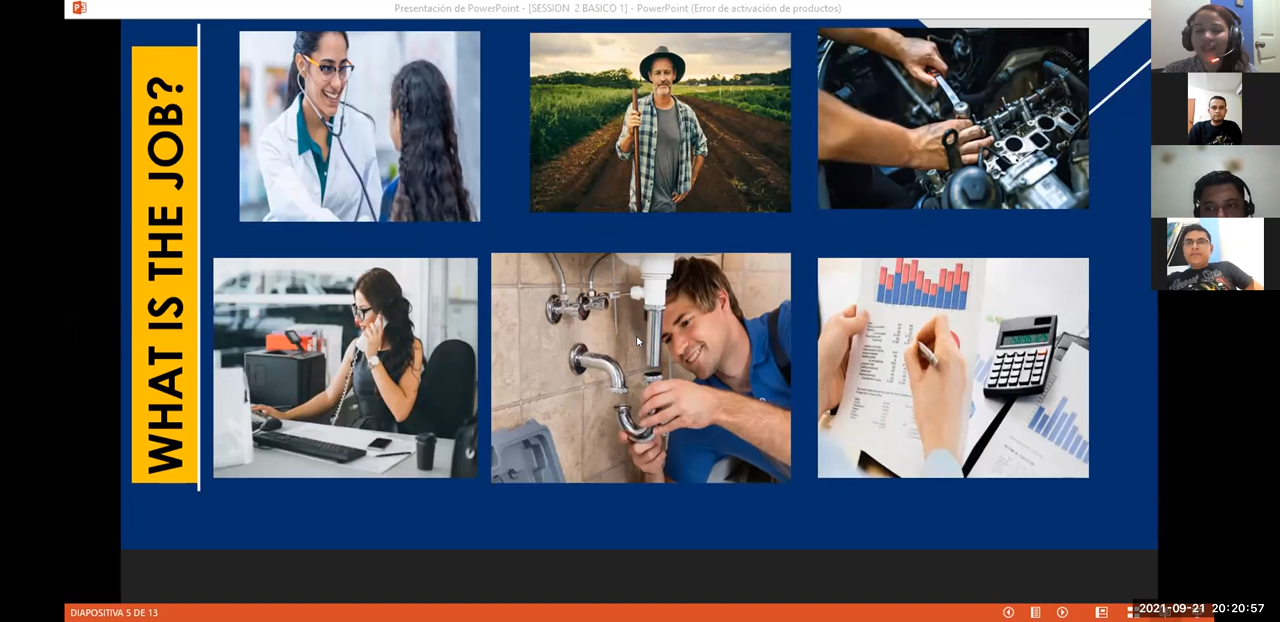 Presentación de PowerPoint - [SESSION 2 BASICO 1] - PowerPoint (Error de activación de productos)
WHAT IS THE JOB?
DIAPOSITIVA 5 DE 13
2021-09-21 20:20:57